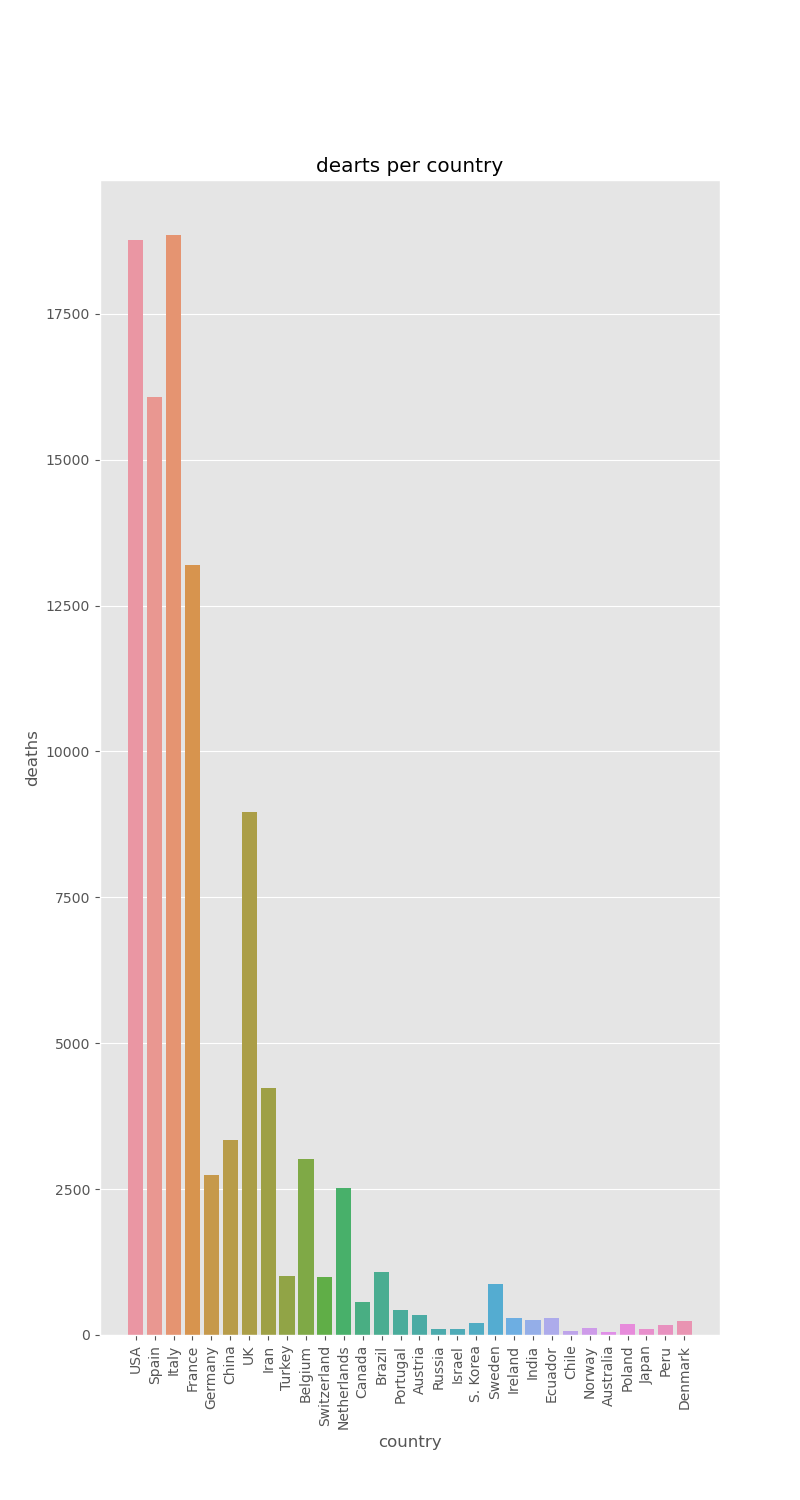 dearts per country
17500
15000
12500
10000
7500
5000
2500
0
deaths
USA
Spain
Italy
France
Germany
China
UK
Iran
Turkey
Belgium
Switzerland
Netherlands
Canada
Brazil
Portugal
Austria
Russia
Israel
S. Korea
Sweden
Ireland
India
Ecuador
Chile
Norway
Australia
Poland
Japan
Peru
Denmark
country